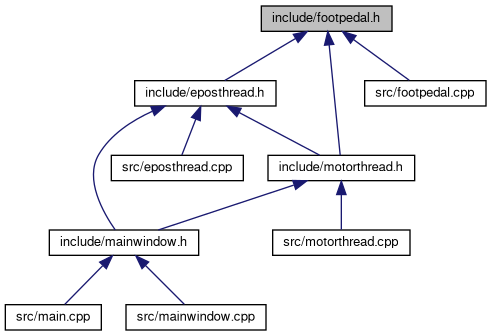 include/footpedal.h
include/eposthread.h
src/footpedal.cpp
src/eposthread.cpp
include/motorthread.h
include/mainwindow.h
src/motorthread.cpp
src/main.cpp
src/mainwindow.cpp